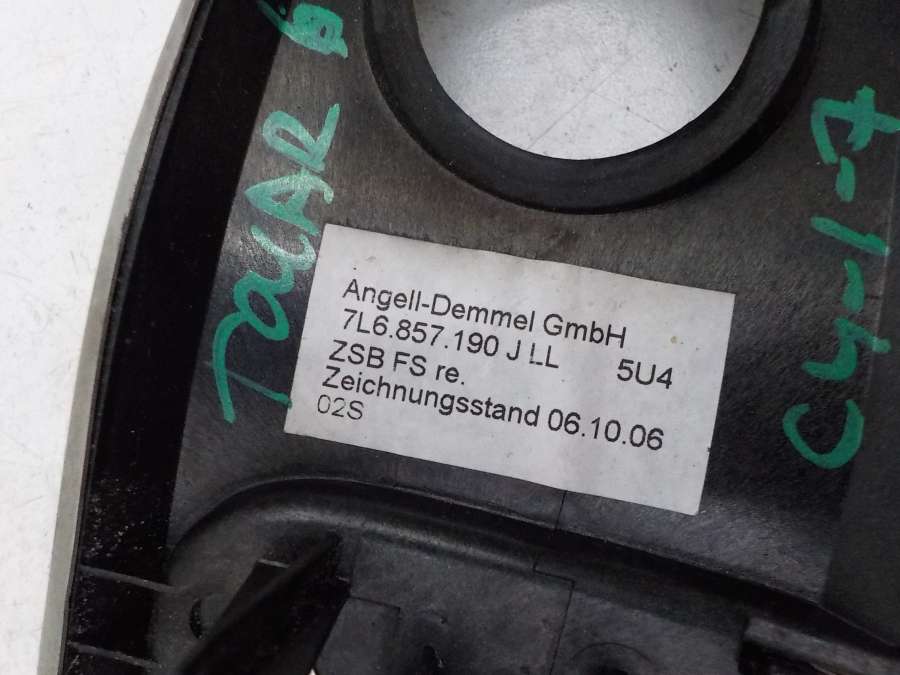 Angell-Demmel GmbH
7L6.857.190 J LL 5U4
ZSB FS re.
Zeichnungsstand 06.10.06
02S
TOUAR б
Cy-1-7